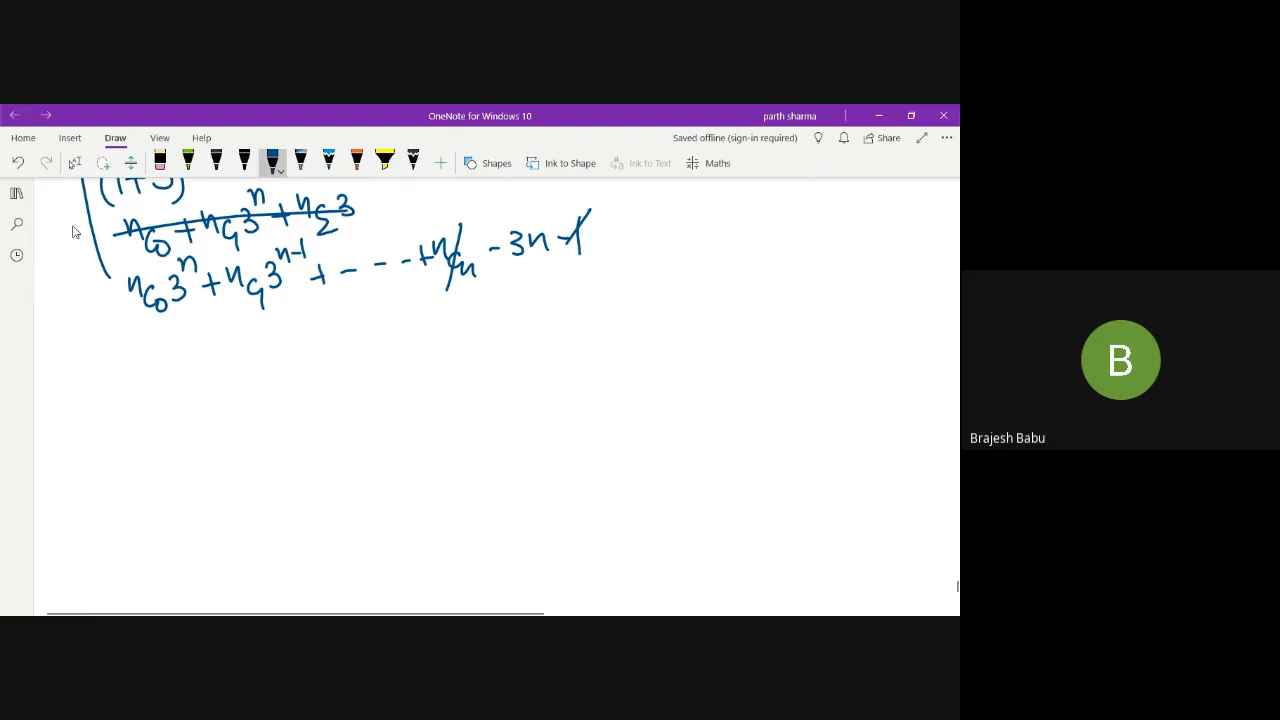 OneNote for Windows 10
parth sharma
Home Insert Draw View Help
Saved offline (sign-in required)
Share
Shapes
Ink to Shape
Ink to Text
Maths
(1+3)
nC0 + nC1 3^n + nC2 3
nC0 3^n + nC1 3^n-1 + - - - + nCn - 3n - 1
B
Brajesh Babu